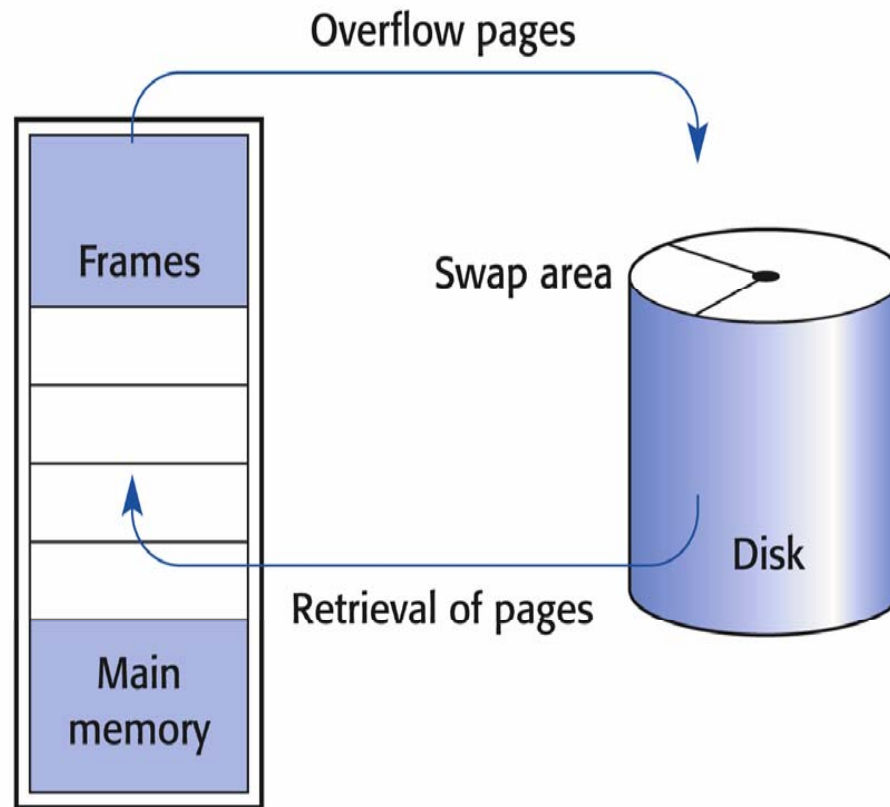 Overflow pages
Frames
Swap area
Disk
Retrieval of pages
Main
memory